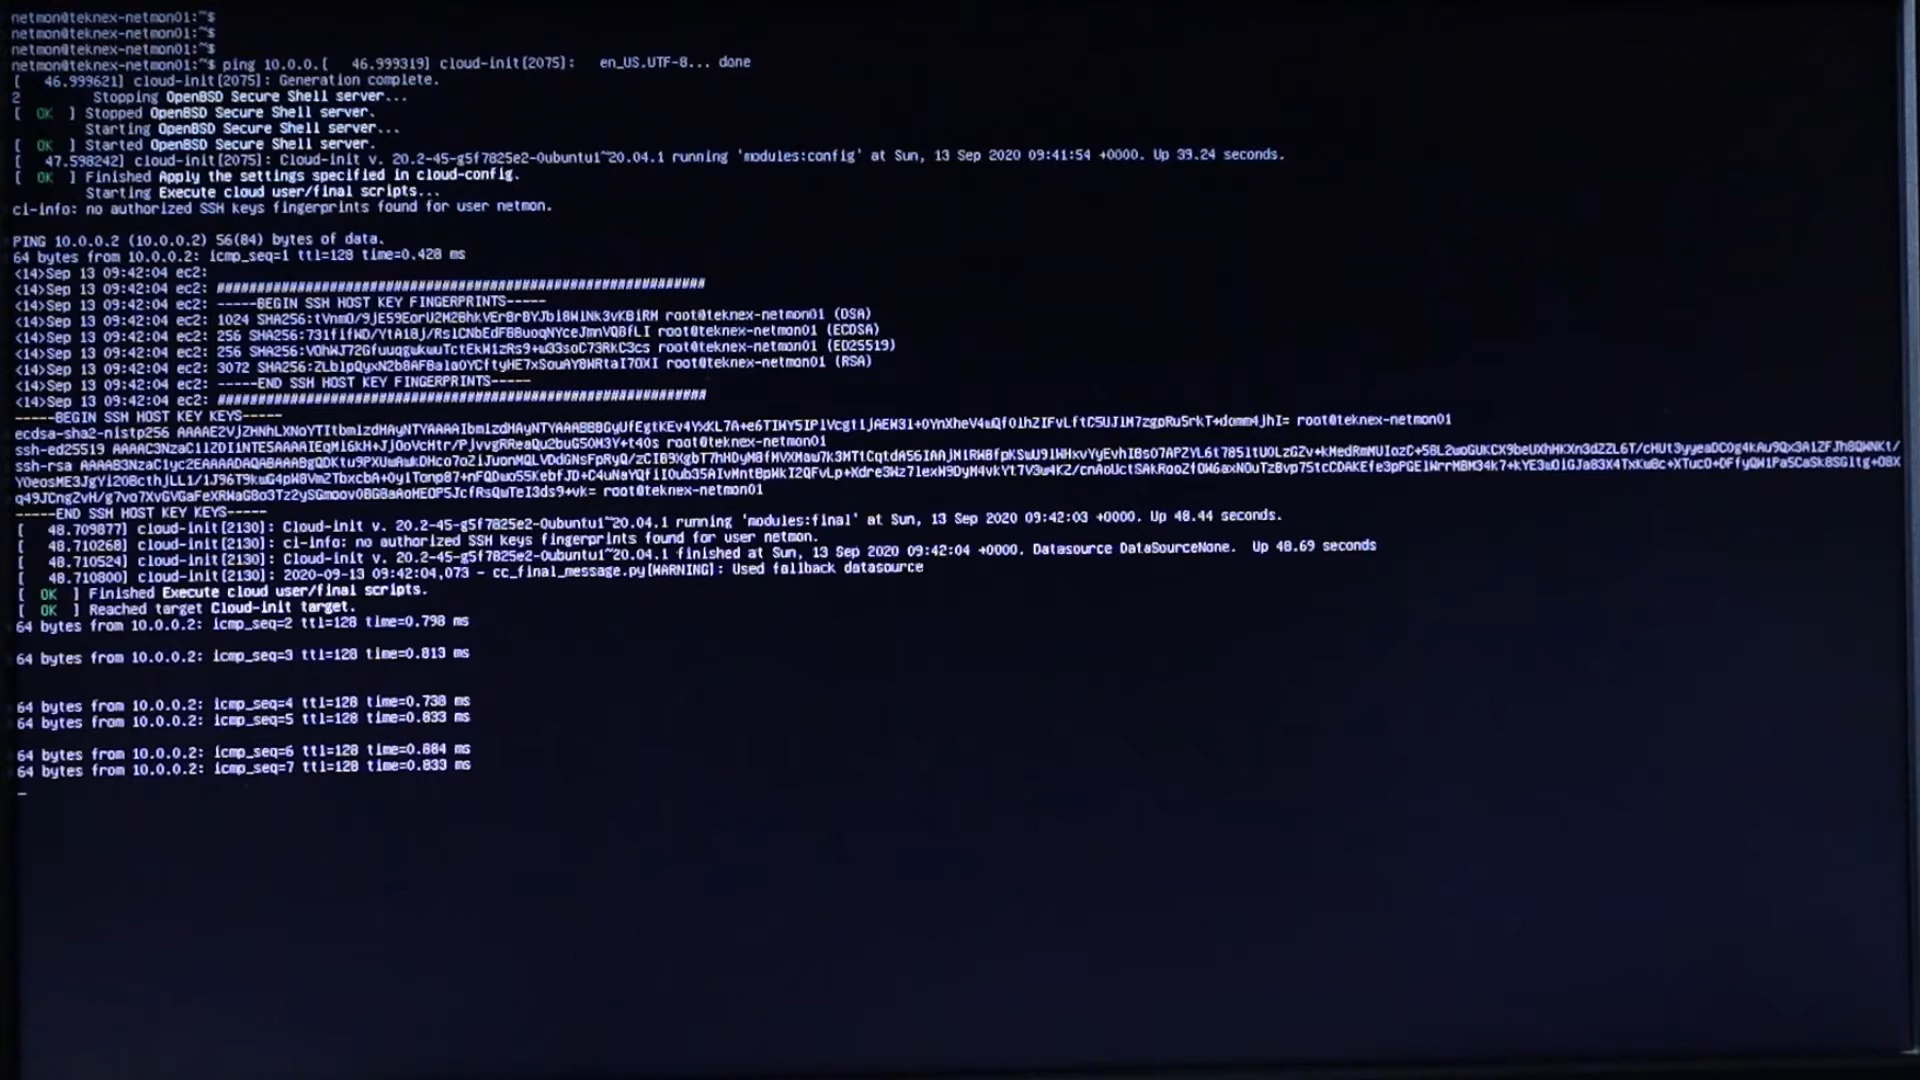 netmon@teknex-netmon01:~$
netmon@teknex-netmon01:~$
netmon@teknex-netmon01:~$
netmon@teknex-netmon01:~$ ping 10.0.0.[   46.999319] cloud-init[2075]:   en_US.UTF-8... done
[   46.999621] cloud-init[2075]: Generation complete.
2         Stopping OpenBSD Secure Shell server...
[  OK  ] Stopped OpenBSD Secure Shell server.
         Starting OpenBSD Secure Shell server...
[  OK  ] Started OpenBSD Secure Shell server.
[   47.598242] cloud-init[2075]: Cloud-init v. 20.2-45-g5f7825e2-0ubuntu1~20.04.1 running 'modules:config' at Sun, 13 Sep 2020 09:41:54 +0000. Up 39.24 seconds.
[  OK  ] Finished Apply the settings specified in cloud-config.
         Starting Execute cloud user/final scripts...
ci-info: no authorized SSH keys fingerprints found for user netmon.
PING 10.0.0.2 (10.0.0.2) 56(84) bytes of data.
64 bytes from 10.0.0.2: icmp_seq=1 ttl=128 time=0.428 ms
<14>Sep 13 09:42:04 ec2:
<14>Sep 13 09:42:04 ec2: #############################################################
<14>Sep 13 09:42:04 ec2: -----BEGIN SSH HOST KEY FINGERPRINTS-----
<14>Sep 13 09:42:04 ec2: 1024 root@teknex-netmon01 (DSA)
<14>Sep 13 09:42:04 ec2: 256 root@teknex-netmon01 (ECDSA)
<14>Sep 13 09:42:04 ec2: 256 root@teknex-netmon01 (ED25519)
<14>Sep 13 09:42:04 ec2: 3072 root@teknex-netmon01 (RSA)
<14>Sep 13 09:42:04 ec2: -----END SSH HOST KEY FINGERPRINTS-----
<14>Sep 13 09:42:04 ec2: #############################################################
-----BEGIN SSH HOST KEY KEYS-----
ecdsa-sha2-nistp256 root@teknex-netmon01
ssh-ed25519 root@teknex-netmon01
ssh-rsa
root@teknex-netmon01
-----END SSH HOST KEY KEYS-----
[   48.709877] cloud-init[2130]: Cloud-init v. 20.2-45-g5f7825e2-0ubuntu1~20.04.1 running 'modules:final' at Sun, 13 Sep 2020 09:42:03 +0000. Up 48.44 seconds.
[   48.710268] cloud-init[2130]: ci-info: no authorized SSH keys fingerprints found for user netmon.
[   48.710524] cloud-init[2130]: Cloud-init v. 20.2-45-g5f7825e2-0ubuntu1~20.04.1 finished at Sun, 13 Sep 2020 09:42:04 +0000. Datasource DataSourceNone.  Up 48.69 seconds
[   48.710800] cloud-init[2130]: 2020-09-13 09:42:04,073 - cc_final_message.py[WARNING]: Used fallback datasource
[  OK  ] Finished Execute cloud user/final scripts.
[  OK  ] Reached target Cloud-init target.
64 bytes from 10.0.0.2: icmp_seq=2 ttl=128 time=0.798 ms
64 bytes from 10.0.0.2: icmp_seq=3 ttl=128 time=0.813 ms
64 bytes from 10.0.0.2: icmp_seq=4 ttl=128 time=0.738 ms
64 bytes from 10.0.0.2: icmp_seq=5 ttl=128 time=0.833 ms
64 bytes from 10.0.0.2: icmp_seq=6 ttl=128 time=0.884 ms
64 bytes from 10.0.0.2: icmp_seq=7 ttl=128 time=0.833 ms